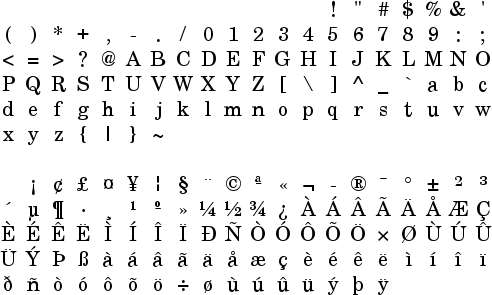 ! " # $ % & '
( ) * + , - . / 0 1 2 3 4 5 6 7 8 9 : ;
< = > ? @ A B C D E F G H I J K L M N O
P Q R S T U V W X Y Z [ \ ] ^ _ ` a b c
d e f g h i j k l m n o p q r s t u v w
x y z { | } ~
¡ ¢ £ ¤ ¥ ¦ § ¨ © ª « ¬ - ® ¯ ° ± ² ³
´ µ ¶ · ¸ ¹ º » ¼ ½ ¾ ¿ À Á Â Ã Ä Å Æ Ç
È É Ê Ë Ì Í Î Ï Ð Ñ Ò Ó Ô Õ Ö × Ø Ù Ú Û
Ü Ý Þ ß à á â ã ä å æ ç è é ê ë ì í î ï
ð ñ ò ó ô õ ö ÷ ø ù ú û ü ý þ ÿ